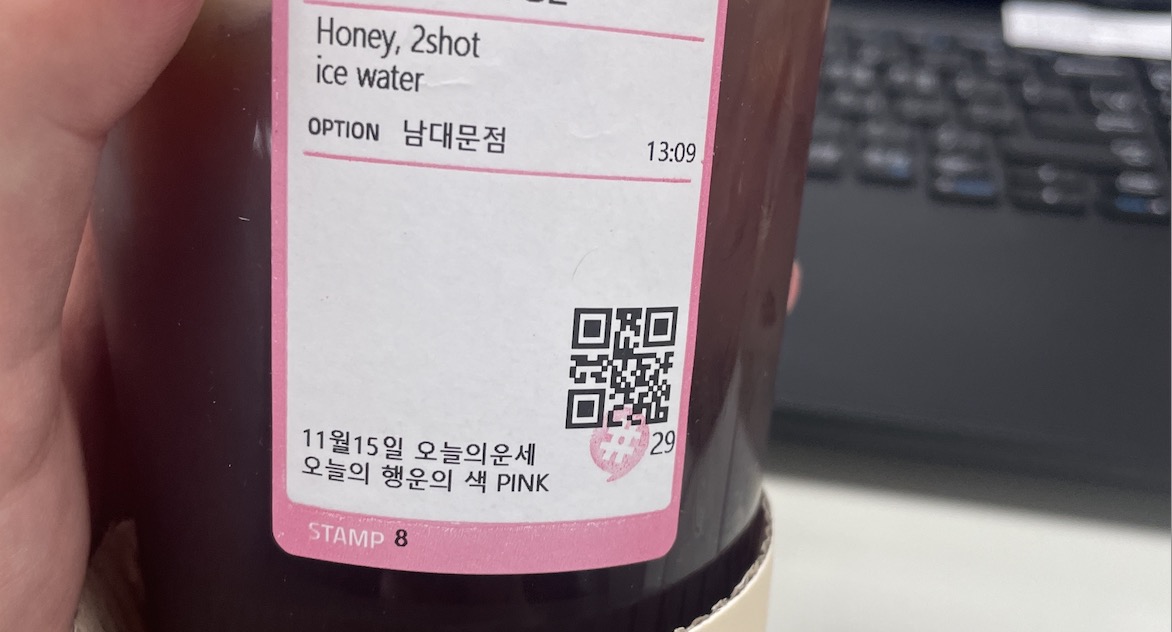 Honey, 2shot
ice water
OPTION 남대문점
13:09
29
11월15일 오늘의운세
오늘의 행운의 색 PINK
STAMP 8